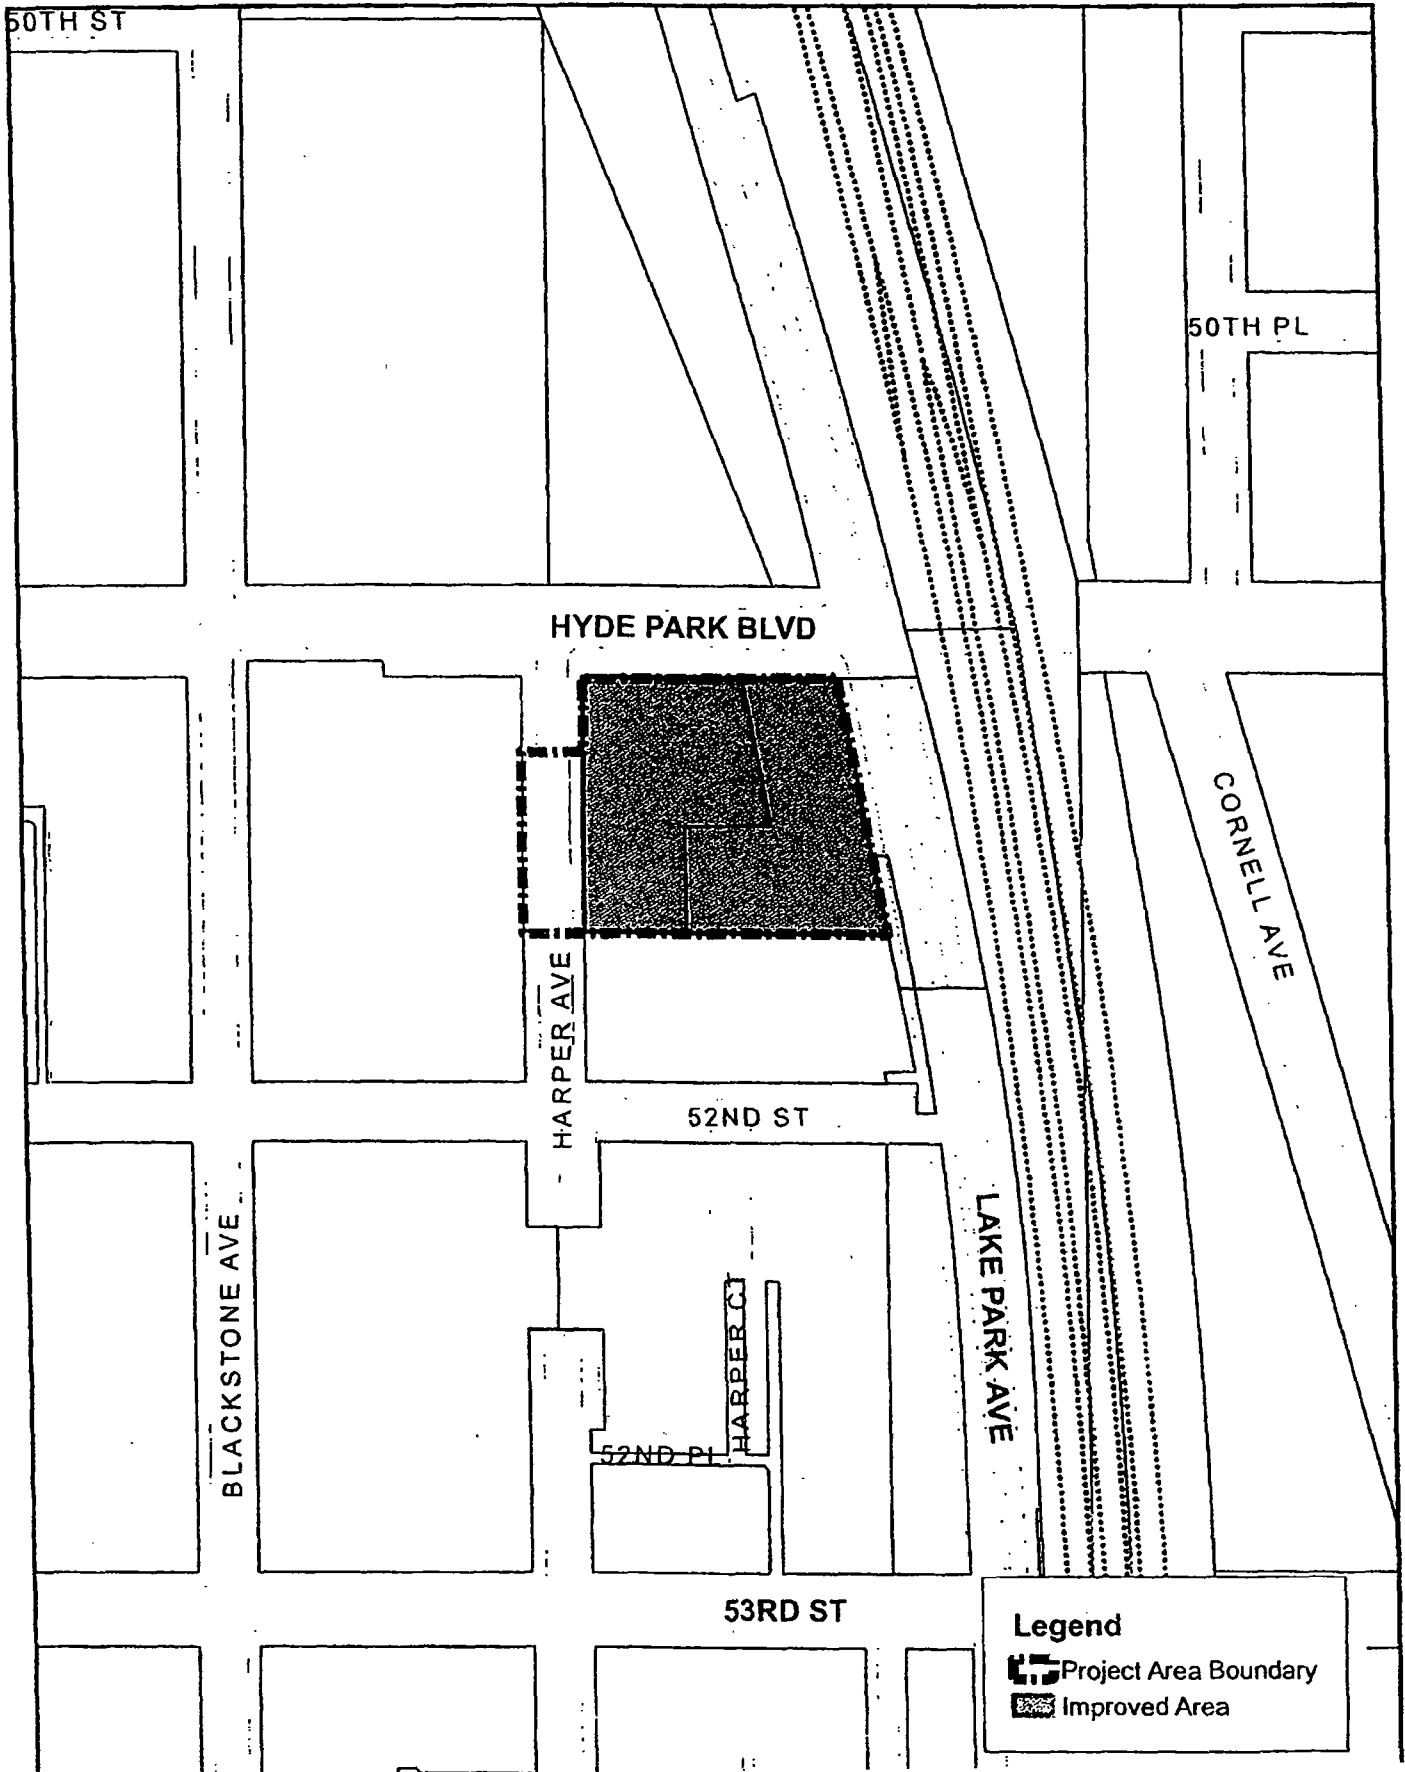 50TH ST
50TH PL
HYDE PARK BLVD
CORNELL AVE
HARPER AVE
52ND ST
LAKE PARK AVE
BLACKSTONE AVE
HARPER CT
52ND PL
53RD ST
Legend
Project Area Boundary
Improved Area